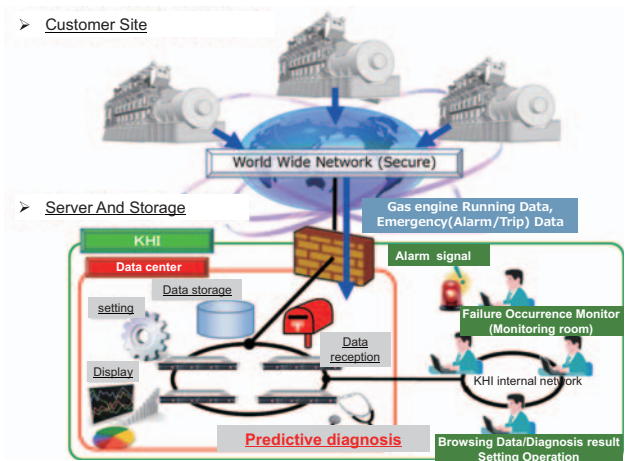 ➢ Customer Site
World Wide Network (Secure)
➢ Server And Storage
Gas engine Running Data,
Emergency(Alarm/Trip) Data
KHI
Data center
Alarm signal
Data storage
setting
Failure Occurrence Monitor
(Monitoring room)
Data
reception
Display
KHI internal network
Predictive diagnosis
Browsing Data/Diagnosis result
Setting Operation